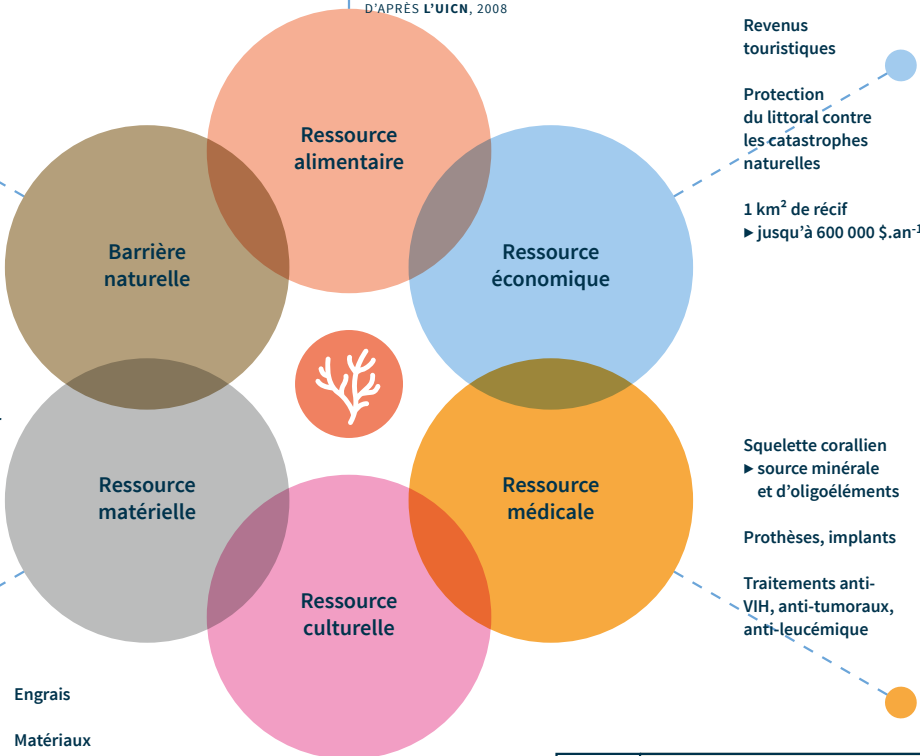 D'APRÈS L'UICN, 2008
Ressource
alimentaire
Barrière
naturelle
Ressource
économique
Ressource
matérielle
Ressource
médicale
Ressource
culturelle
Revenus
touristiques
Protection
du littoral contre
les catastrophes
naturelles
1 km² de récif
▸ jusqu'à 600 000 $.an⁻¹
Squelette corallien
▸ source minérale
et d'oligoéléments
Prothèses, implants
Traitements anti-
VIH, anti-tumoraux,
anti-leucémique
Engrais
Matériaux